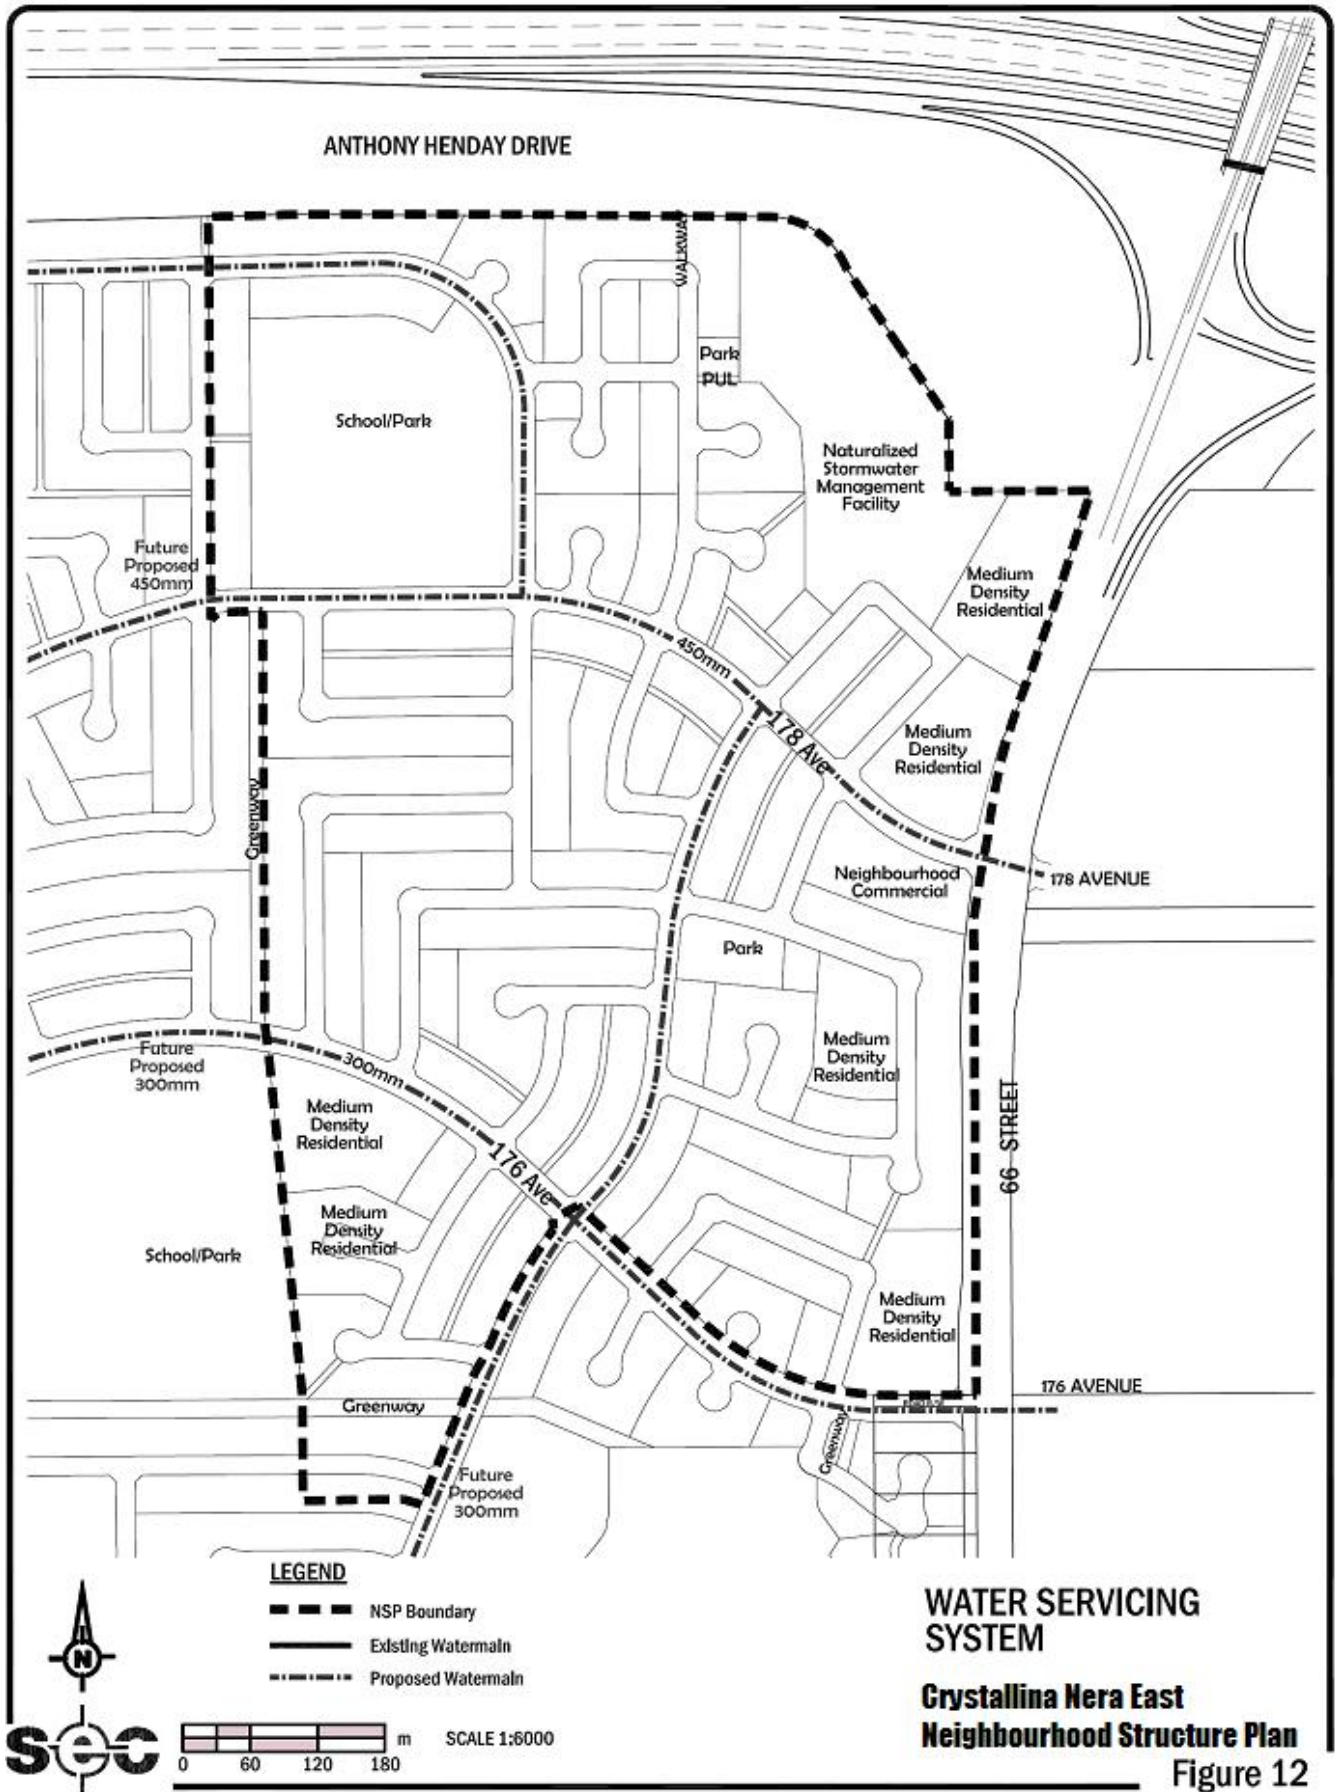 ANTHONY HENDAY DRIVE
WALKWAY
Park
PUL
School/Park
Naturalized
Stormwater
Management
Facility
Future
Proposed
450mm
Medium
Density
Residential
450mm
178 Ave
Medium
Density
Residential
Greenway
Neighbourhood
Commercial
178 AVENUE
Park
Future
Proposed
300mm
300mm
Medium
Density
Residential
Medium
Density
Residential
66 STREET
176 Ave
Medium
Density
Residential
School/Park
Medium
Density
Residential
176 AVENUE
Greenway
Greenway
Future
Proposed
300mm
LEGEND
NSP Boundary
Existing Watermain
Proposed Watermain
N
sec
0 60 120 180 m
SCALE 1:6000
WATER SERVICING
SYSTEM
Crystallina Nera East
Neighbourhood Structure Plan
Figure 12